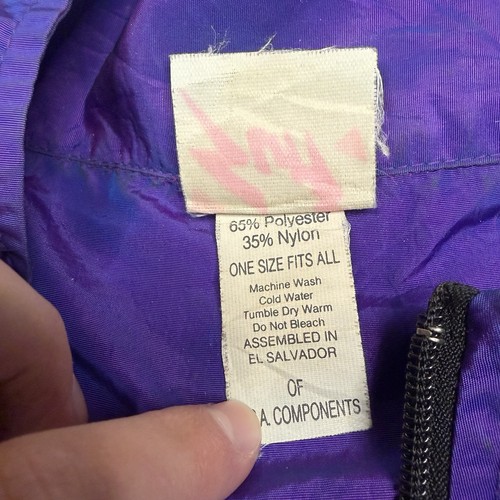 65% Polyester
35% Nylon
ONE SIZE FITS ALL
Machine Wash
Cold Water
Tumble Dry Warm
Do Not Bleach
ASSEMBLED IN
EL SALVADOR
OF
A. COMPONENTS